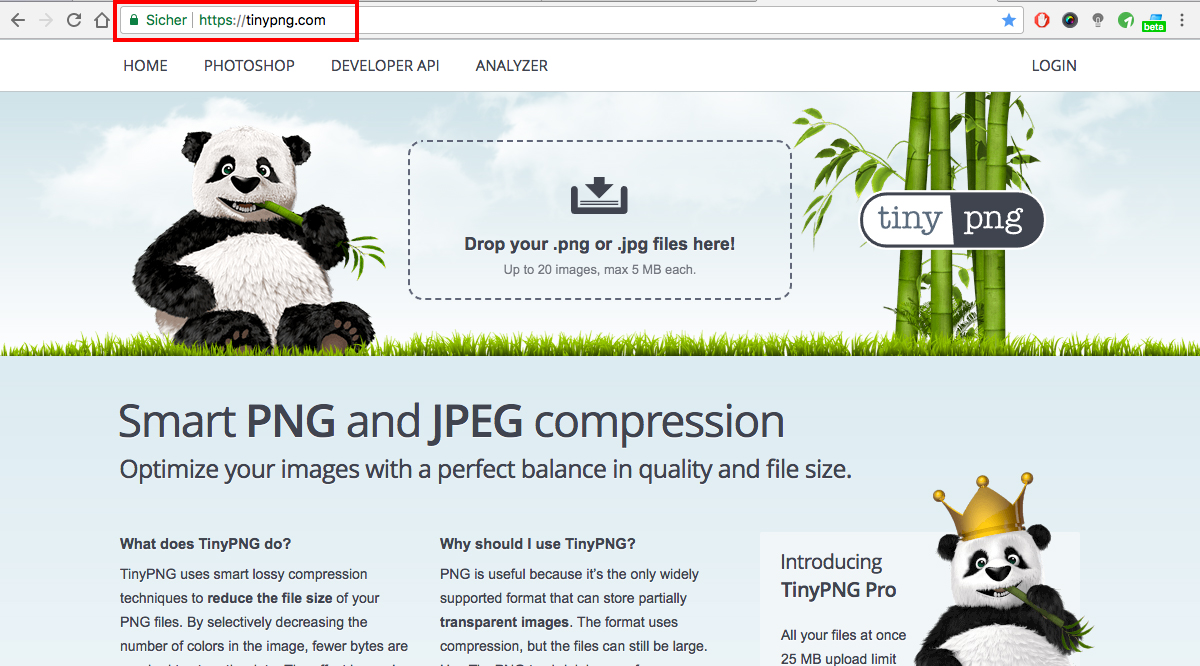 Sicher https://tinypng.com
beta
HOME PHOTOSHOP DEVELOPER API ANALYZER LOGIN
Drop your .png or .jpg files here!
Up to 20 images, max 5 MB each.
tiny png
Smart PNG and JPEG compression
Optimize your images with a perfect balance in quality and file size.
What does TinyPNG do?
TinyPNG uses smart lossy compression
techniques to reduce the file size of your
PNG files. By selectively decreasing the
number of colors in the image, fewer bytes are
Why should I use TinyPNG?
PNG is useful because it's the only widely
supported format that can store partially
transparent images. The format uses
compression, but the files can still be large.
Introducing
TinyPNG Pro
All your files at once
25 MB upload limit